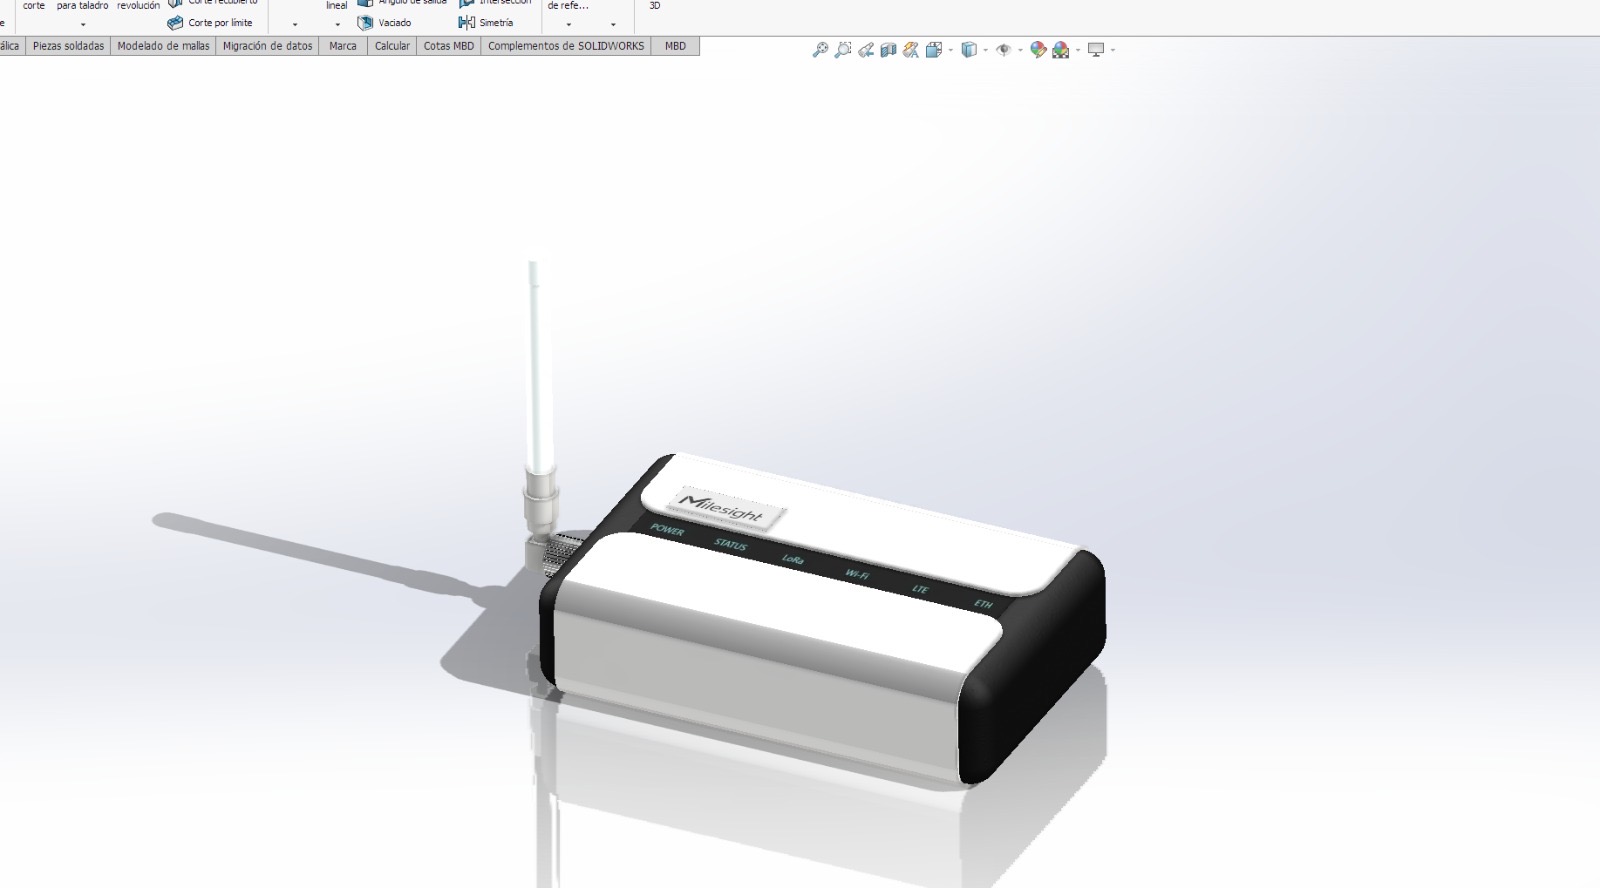 corte
para taladro
revolución
Corte recubierto
lineal
Ángulo de salida
Intersección
de refe...
3D
Corte por límite
Vaciado
Simetría
Piezas soldadas
Modelado de mallas
Migración de datos
Marca
Calcular
Cotas MBD
Complementos de SOLIDWORKS
MBD
Milesight
POWER
STATUS
LoRa
Wi-Fi
LTE
ETH